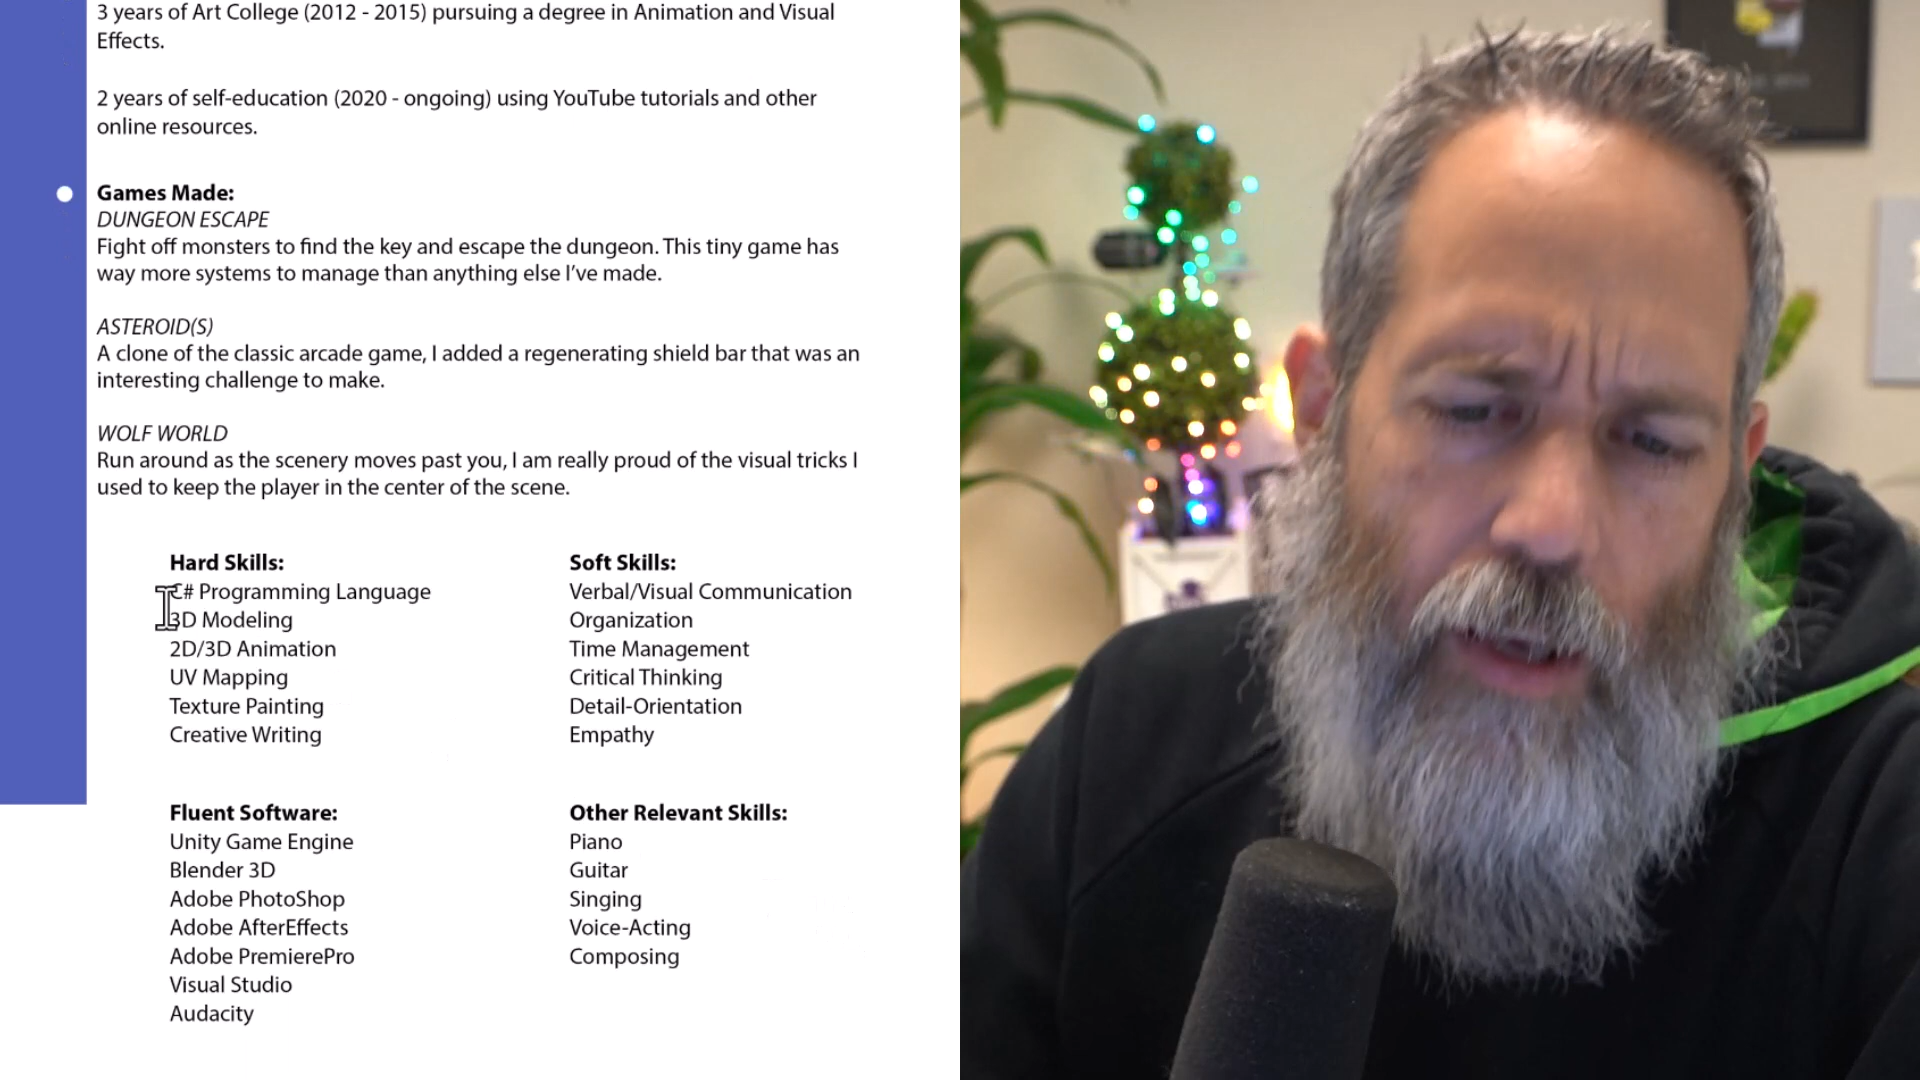 3 years of Art College (2012 - 2015) pursuing a degree in Animation and Visual
Effects.
2 years of self-education (2020 - ongoing) using YouTube tutorials and other
online resources.
Games Made:
DUNGEON ESCAPE
Fight off monsters to find the key and escape the dungeon. This tiny game has
way more systems to manage than anything else I've made.
ASTEROID(S)
A clone of the classic arcade game, I added a regenerating shield bar that was an
interesting challenge to make.
WOLF WORLD
Run around as the scenery moves past you, I am really proud of the visual tricks I
used to keep the player in the center of the scene.
Hard Skills:
C# Programming Language
3D Modeling
2D/3D Animation
UV Mapping
Texture Painting
Creative Writing
Soft Skills:
Verbal/Visual Communication
Organization
Time Management
Critical Thinking
Detail-Orientation
Empathy
Fluent Software:
Unity Game Engine
Blender 3D
Adobe PhotoShop
Adobe AfterEffects
Adobe PremierePro
Visual Studio
Audacity
Other Relevant Skills:
Piano
Guitar
Singing
Voice-Acting
Composing